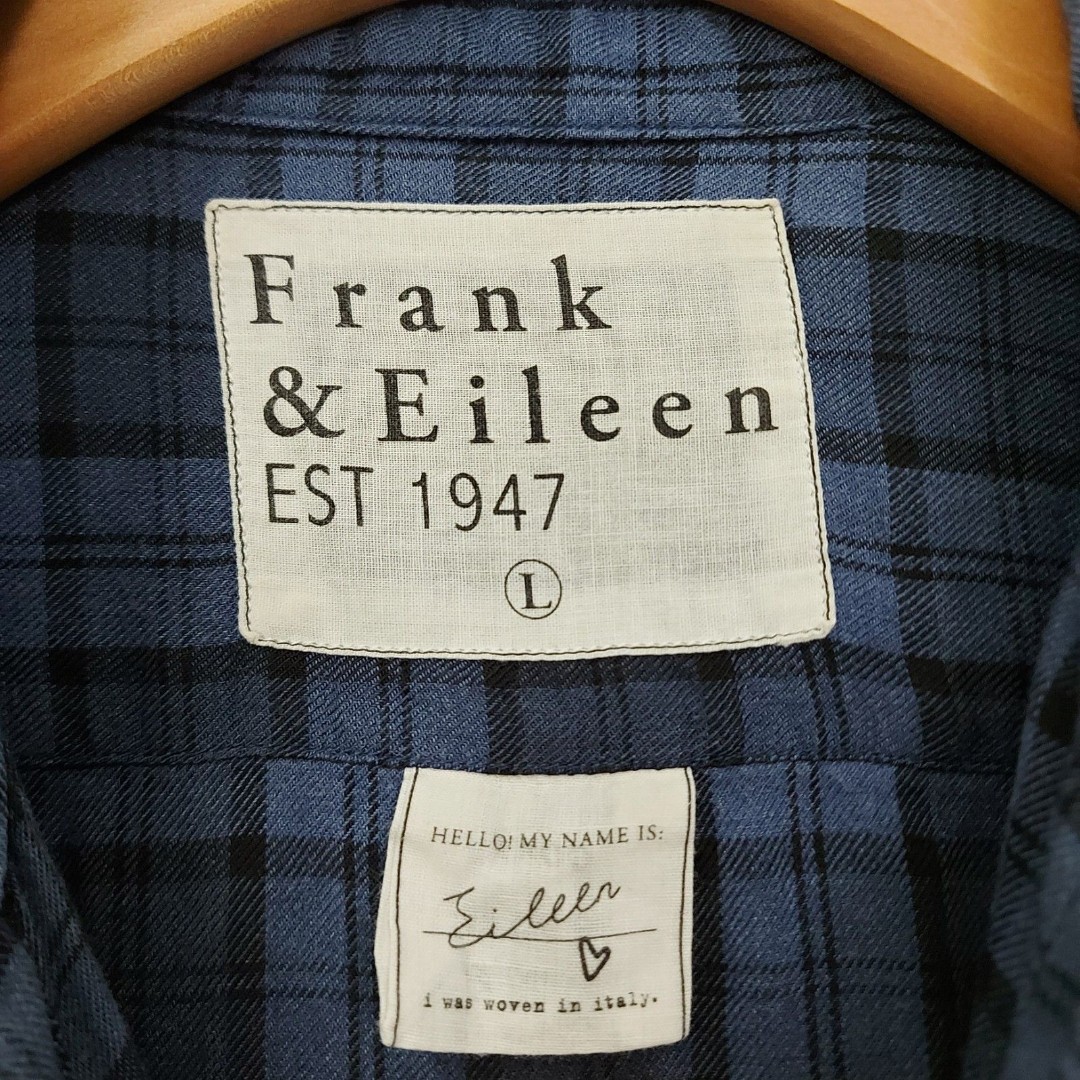 Frank
& Eileen
EST 1947
L
HELLO! MY NAME IS:
Eileen
i was woven in italy.